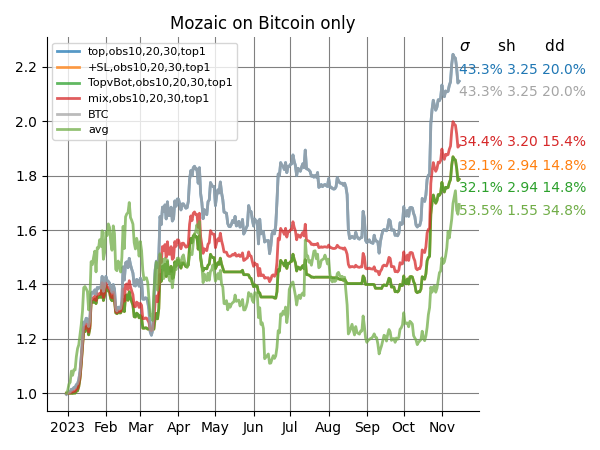 Mozaic on Bitcoin only
σ sh dd
top,obs10,20,30,top1
+SL,obs10,20,30,top1
TopvBot,obs10,20,30,top1
mix,obs10,20,30,top1
BTC
avg
43.3% 3.25 20.0%
43.3% 3.25 20.0%
34.4% 3.20 15.4%
32.1% 2.94 14.8%
32.1% 2.94 14.8%
53.5% 1.55 34.8%
2.2
2.0
1.8
1.6
1.4
1.2
1.0
2023 Feb Mar Apr May Jun Jul Aug Sep Oct Nov